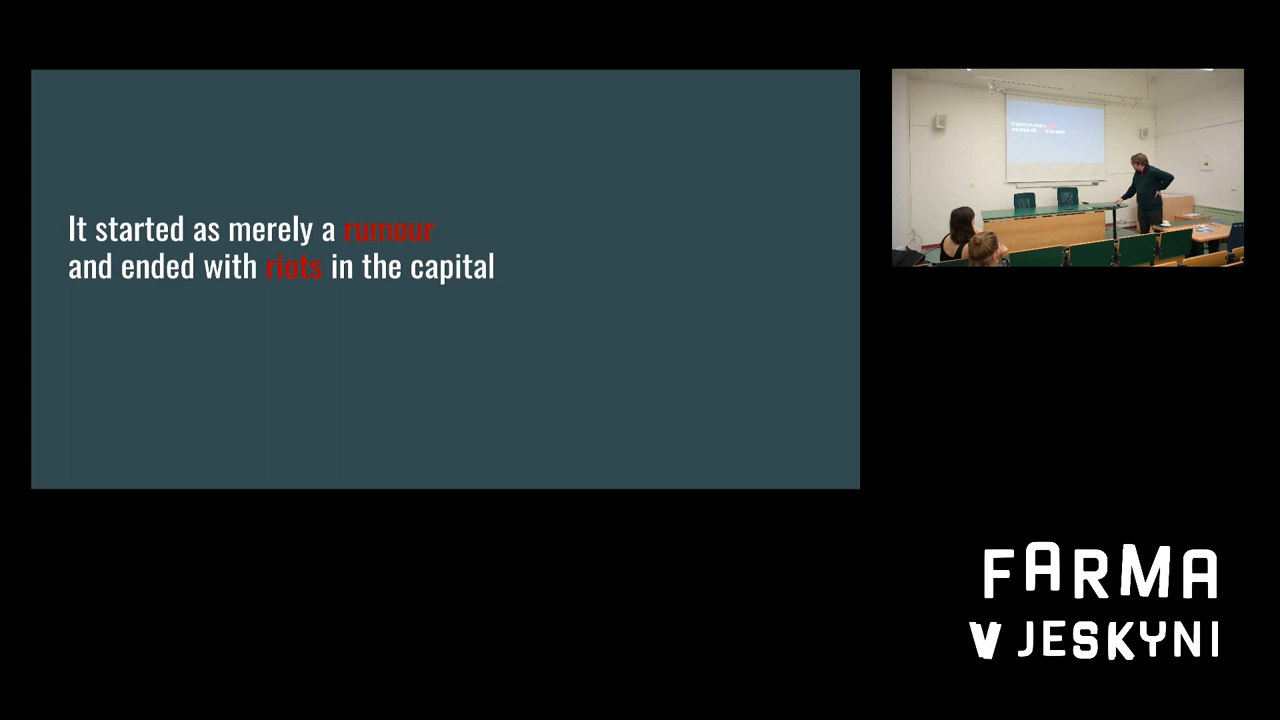 It started as merely a rumour
and ended with riots in the capital
FARMA
V JESKYNI